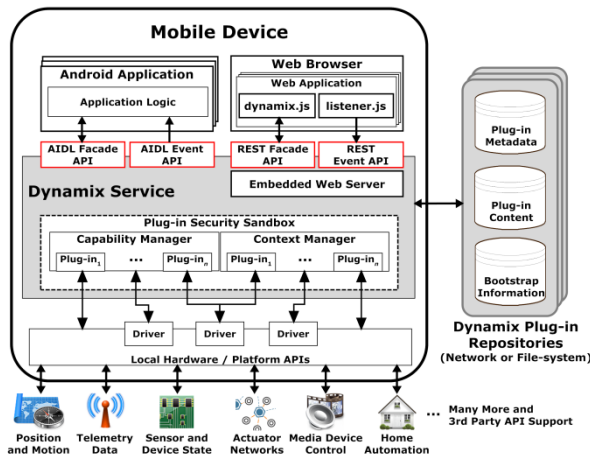 Mobile Device
Android Application
Application Logic
Web Browser
Web Application
dynamix.js
listener.js
AIDL Facade
API
AIDL Event
API
REST Facade
API
REST
Event API
Embedded Web Server
Dynamix Service
Plug-in Security Sandbox
Capability Manager
Plug-in1
...
Plug-inn
Context Manager
Plug-in1
...
Plug-inn
Driver
Driver
Driver
Local Hardware / Platform APIs
Position
and Motion
Telemetry
Data
Sensor and
Device State
Actuator
Networks
Media Device
Control
Home
Automation
... Many More and
3rd Party API Support
Plug-in
Metadata
Plug-in
Content
Bootstrap
Information
Dynamix Plug-in
Repositories
(Network or File-system)